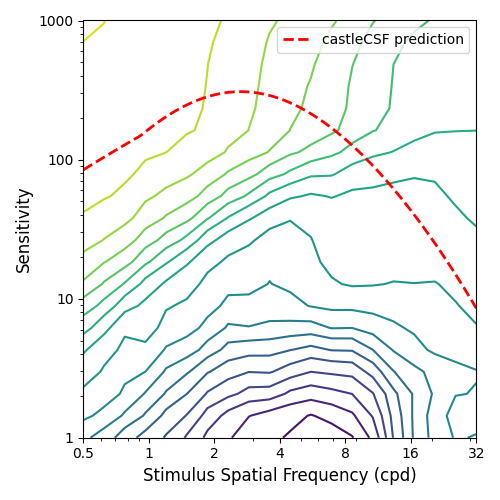 castleCSF prediction
1000
100
10
1
Sensitivity
0.5 1 2 4 8 16 32
Stimulus Spatial Frequency (cpd)